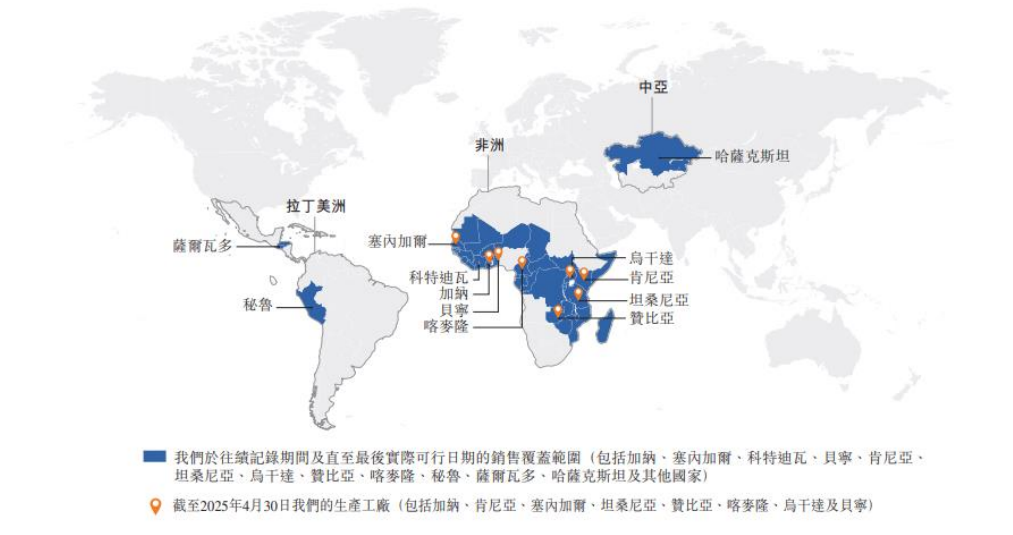 中亞
非洲
哈薩克斯坦
拉丁美洲
薩爾瓦多
塞內加爾
烏干達
科特迪瓦
肯尼亞
加納
坦桑尼亞
秘魯
貝寧
贊比亞
喀麥隆
我們於往績記錄期間及直至最後實際可行日期的銷售覆蓋範圍（包括加納、塞內加爾、科特迪瓦、貝寧、肯尼亞、
坦桑尼亞、烏干達、贊比亞、喀麥隆、秘魯、薩爾瓦多、哈薩克斯坦及其他國家）
截至2025年4月30日我們的生產工廠（包括加納、肯尼亞、塞內加爾、坦桑尼亞、贊比亞、喀麥隆、烏干達及貝寧）